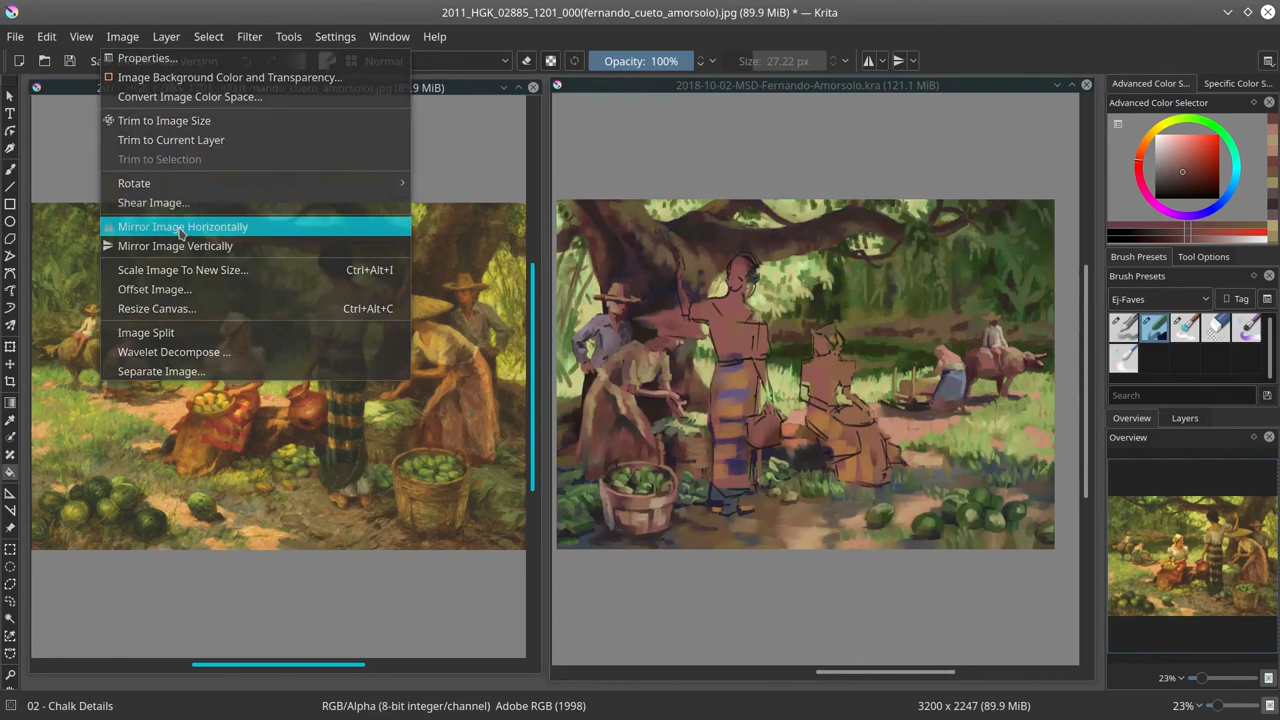 2011_HGK_02885_1201_000(fernando_cueto_amorsolo).jpg (89.9 MiB) * — Krita
File Edit View Image Layer Select Filter Tools Settings Window Help
Normal
Opacity: 100%
Size: 27.22 px
Properties...
Image Background Color and Transparency...
Convert Image Color Space...
Trim to Image Size
Trim to Current Layer
Trim to Selection
Rotate
Shear Image...
Mirror Image Horizontally
Mirror Image Vertically
Scale Image To New Size... Ctrl+Alt+I
Offset Image...
Resize Canvas... Ctrl+Alt+C
Image Split
Wavelet Decompose ...
Separate Image...
2018-10-02-MSD-Fernando-Amorsolo.kra (121.1 MiB)
Advanced Color S... Specific Color S...
Advanced Color Selector
Brush Presets Tool Options
Brush Presets
Ej-Faves Tag
Search
Overview Layers
Overview
23%
02 - Chalk Details
RGB/Alpha (8-bit integer/channel) Adobe RGB (1998)
3200 x 2247 (89.9 MiB)
23%